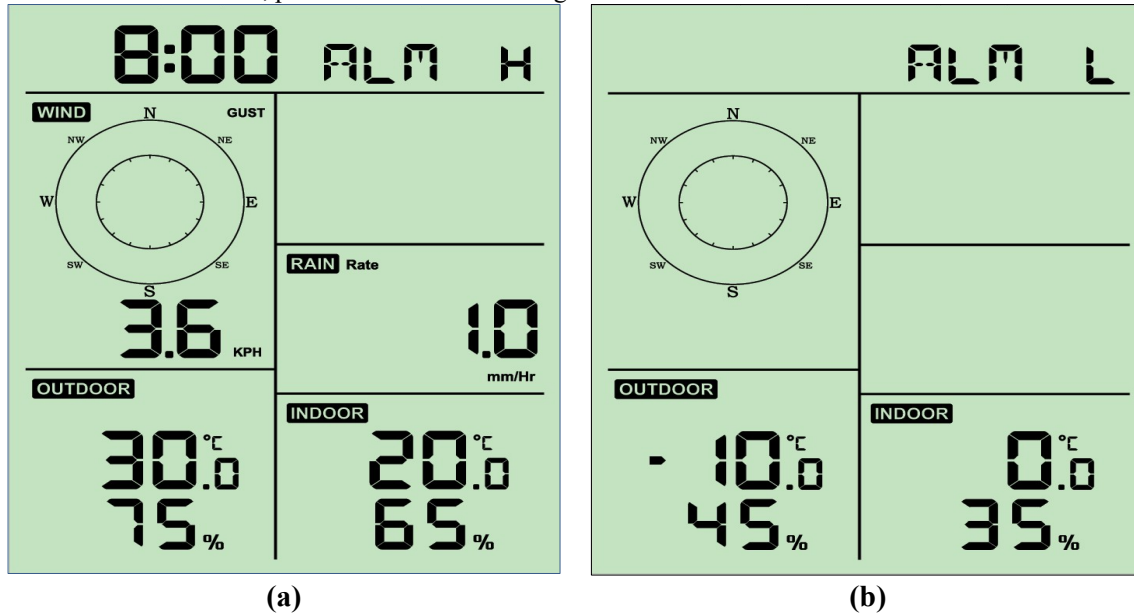 8:00 ALM H
WIND GUST
N
NW NE
W E
SW SE
S
3.6 KPH
RAIN Rate
1.0
mm/Hr
OUTDOOR
30.0 °C
75%
INDOOR
20.0 °C
65%
(a)
ALM L
N
NW NE
W E
SW SE
S
OUTDOOR
-10.0 °C
45%
INDOOR
0.0 °C
35%
(b)